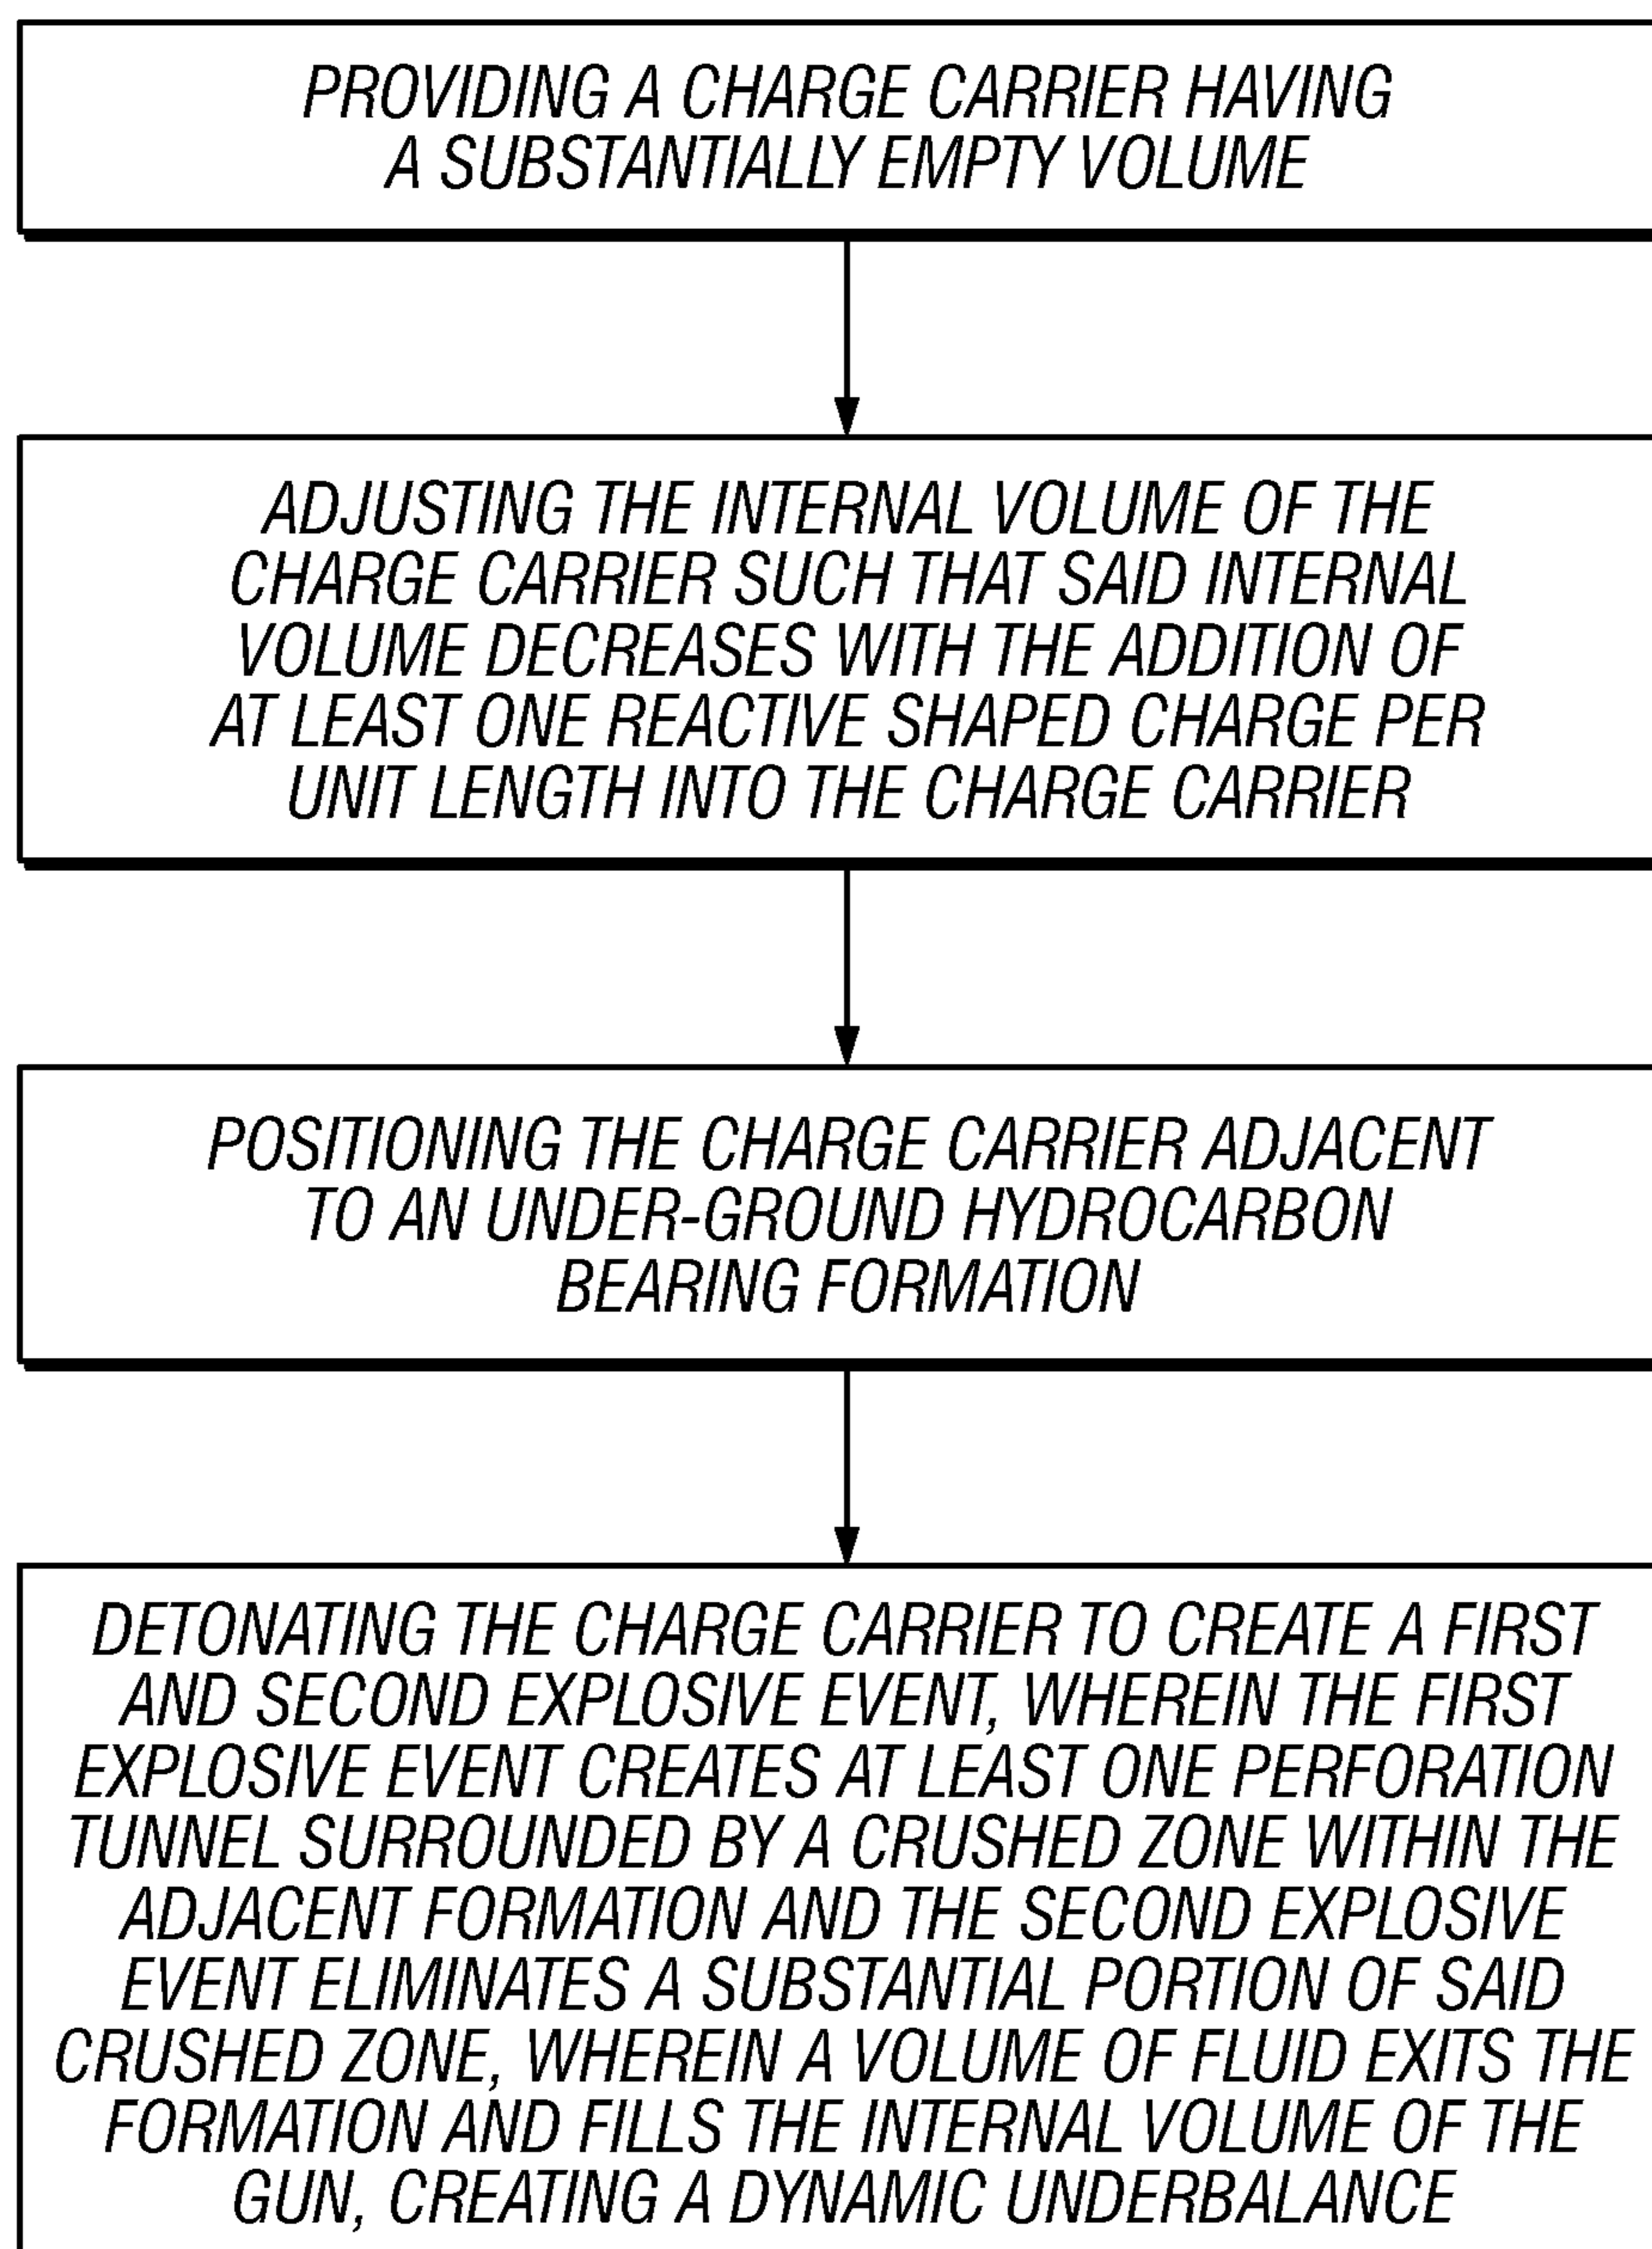 PROVIDING A CHARGE CARRIER HAVING
A SUBSTANTIALLY EMPTY VOLUME
ADJUSTING THE INTERNAL VOLUME OF THE
CHARGE CARRIER SUCH THAT SAID INTERNAL
VOLUME DECREASES WITH THE ADDITION OF
AT LEAST ONE REACTIVE SHAPED CHARGE PER
UNIT LENGTH INTO THE CHARGE CARRIER
POSITIONING THE CHARGE CARRIER ADJACENT
TO AN UNDER-GROUND HYDROCARBON
BEARING FORMATION
DETONATING THE CHARGE CARRIER TO CREATE A FIRST
AND SECOND EXPLOSIVE EVENT, WHEREIN THE FIRST
EXPLOSIVE EVENT CREATES AT LEAST ONE PERFORATION
TUNNEL SURROUNDED BY A CRUSHED ZONE WITHIN THE
ADJACENT FORMATION AND THE SECOND EXPLOSIVE
EVENT ELIMINATES A SUBSTANTIAL PORTION OF SAID
CRUSHED ZONE, WHEREIN A VOLUME OF FLUID EXITS THE
FORMATION AND FILLS THE INTERNAL VOLUME OF THE
GUN, CREATING A DYNAMIC UNDERBALANCE